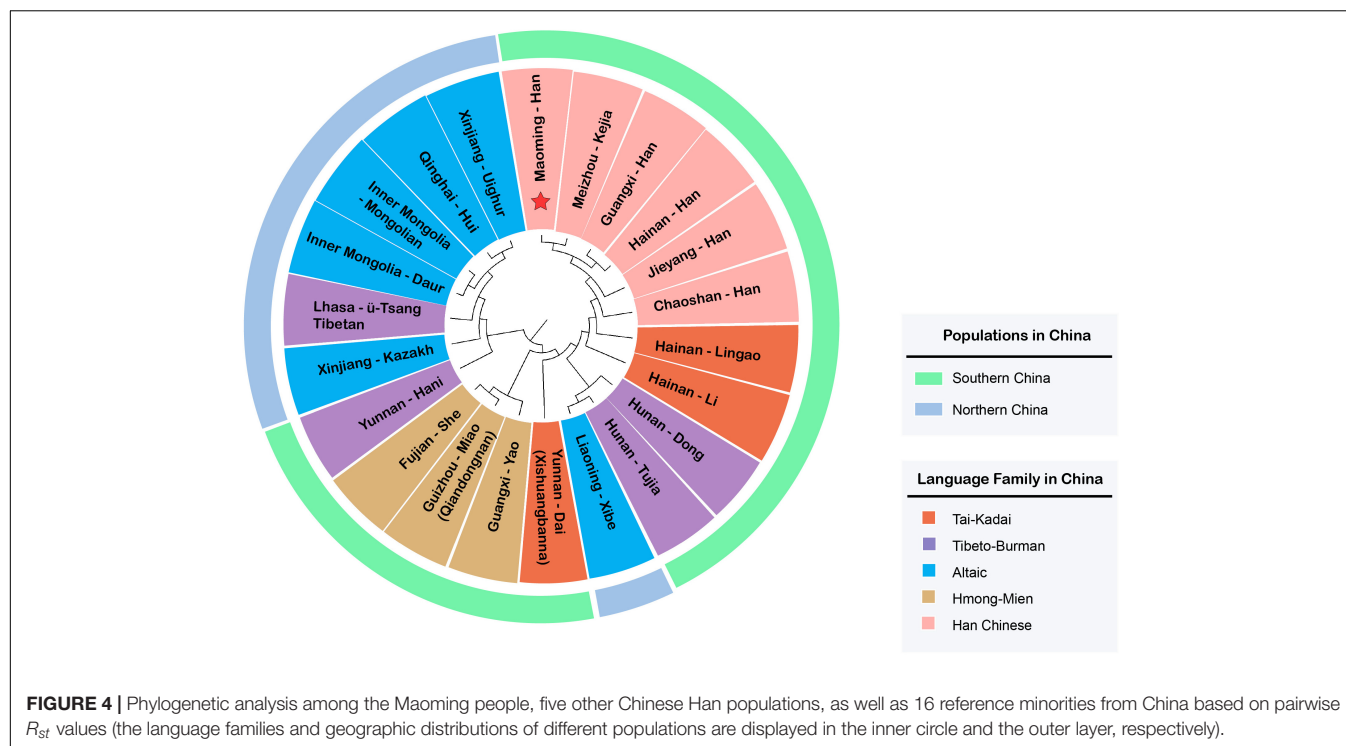 Maoming - Han
Meizhou - Kejia
Guangxi - Han
Hainan - Han
Jieyang - Han
Chaoshan - Han
Hainan - Lingao
Hainan - Li
Hunan - Dong
Hunan - Tujia
Liaoning - Xibe
Yunnan - Dai
(Xishuangbanna)
Guangxi - Yao
Guizhou - Miao
(Qiandongnan)
Fujian - She
Yunnan - Hani
Xinjiang - Kazakh
Lhasa - ü-Tsang
Tibetan
Inner Mongolia - Daur
Inner Mongolia
- Mongolian
Qinghai - Hui
Xinjiang - Uighur
Populations in China
Southern China
Northern China
Language Family in China
Tai-Kadai
Tibeto-Burman
Altaic
Hmong-Mien
Han Chinese
FIGURE 4 | Phylogenetic analysis among the Maoming people, five other Chinese Han populations, as well as 16 reference minorities from China based on pairwise
Rst values (the language families and geographic distributions of different populations are displayed in the inner circle and the outer layer, respectively).